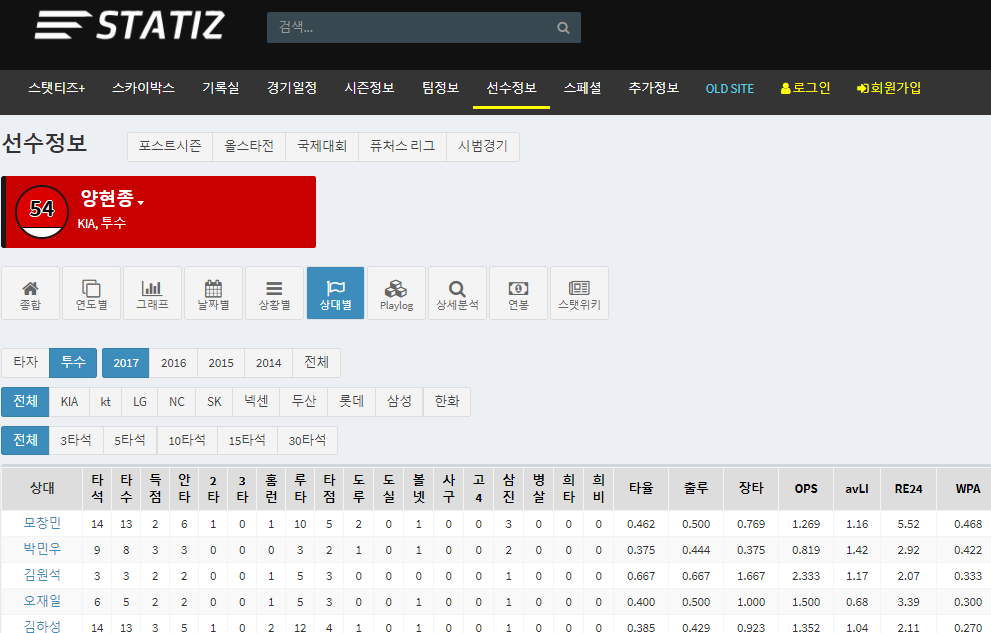 STATIZ 검색...
스탯티즈+ 스카이박스 기록실 경기일정 시즌정보 팀정보 선수정보 스페셜 추가정보 OLD SITE 로그인 회원가입
선수정보 포스트시즌 올스타전 국제대회 퓨처스 리그 시범경기
54 양현종
KIA, 투수
종합 연도별 그래프 날짜별 상황별 상대별 Playlog 상세분석 연봉 스탯위키
타자 투수 2017 2016 2015 2014 전체
전체 KIA kt LG NC SK 넥센 두산 롯데 삼성 한화
전체 3타석 5타석 10타석 15타석 30타석
상대 타석 타수 득점 안타 2타 3타 홈런 루타 타점 도루 도실 볼넷 사구 고4 삼진 병살 희타 희비 타율 출루 장타 OPS avLI RE24 WPA
모창민 14 13 2 6 1 0 1 10 5 2 0 1 0 0 3 0 0 0 0.462 0.500 0.769 1.269 1.16 5.52 0.468
박민우 9 8 3 3 0 0 0 3 2 1 0 1 0 0 2 0 0 0 0.375 0.444 0.375 0.819 1.42 2.92 0.422
김원석 3 3 2 2 0 0 1 5 3 0 0 0 0 0 1 0 0 0 0.667 0.667 1.667 2.333 1.17 2.07 0.333
오재일 6 5 2 2 0 0 1 5 3 0 0 1 0 0 1 0 0 0 0.400 0.500 1.000 1.500 0.68 3.39 0.300
김하성 14 13 3 5 1 0 2 12 4 1 0 1 0 0 1 0 0 0 0.385 0.429 0.923 1.352 1.04 2.11 0.270